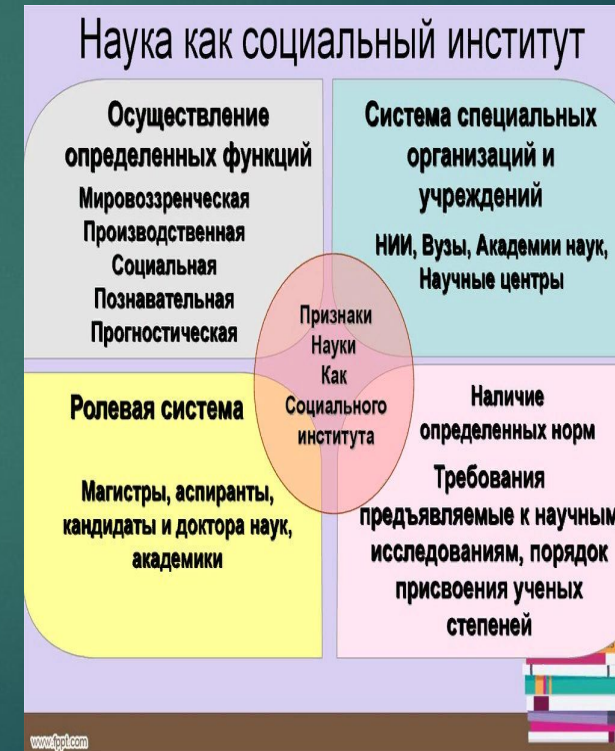 Наука как социальный институт
Осуществление
определенных функций
Мировоззренческая
Производственная
Социальная
Познавательная
Прогностическая
Система специальных
организаций и
учреждений
НИИ, Вузы, Академии наук,
Научные центры
Признаки
Науки
Как
Социального
института
Ролевая система
Магистры, аспиранты,
кандидаты и доктора наук,
академики
Наличие
определенных норм
Требования
предъявляемые к научным
исследованиям, порядок
присвоения ученых
степеней
www.fppt.com